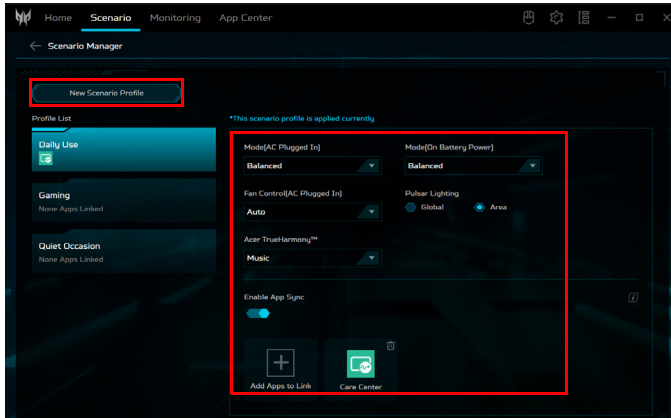 Home Scenario Monitoring App Center
Scenario Manager
New Scenario Profile
Profile List
*This scenario profile is applied currently
Daily Use
Gaming
None Apps Linked
Quiet Occasion
None Apps Linked
Mode(AC Plugged In) Mode(On Battery Power)
Balanced Balanced
Fan Control(AC Plugged In) Pulsar Lighting
Auto Global Area
Acer TrueHarmony™
Music
Enable App Sync
Add Apps to Link Care Center